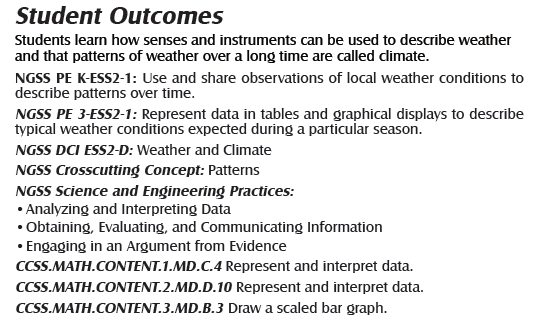 Student Outcomes
Students learn how senses and instruments can be used to describe weather
and that patterns of weather over a long time are called climate.
NGSS PE K-ESS2-1: Use and share observations of local weather conditions to
describe patterns over time.
NGSS PE 3-ESS2-1: Represent data in tables and graphical displays to describe
typical weather conditions expected during a particular season.
NGSS DCI ESS2-D: Weather and Climate
NGSS Crosscutting Concept: Patterns
NGSS Science and Engineering Practices:
• Analyzing and Interpreting Data
• Obtaining, Evaluating, and Communicating Information
• Engaging in an Argument from Evidence
CCSS.MATH.CONTENT.1.MD.C.4 Represent and interpret data.
CCSS.MATH.CONTENT.2.MD.D.10 Represent and interpret data.
CCSS.MATH.CONTENT.3.MD.B.3 Draw a scaled bar graph.